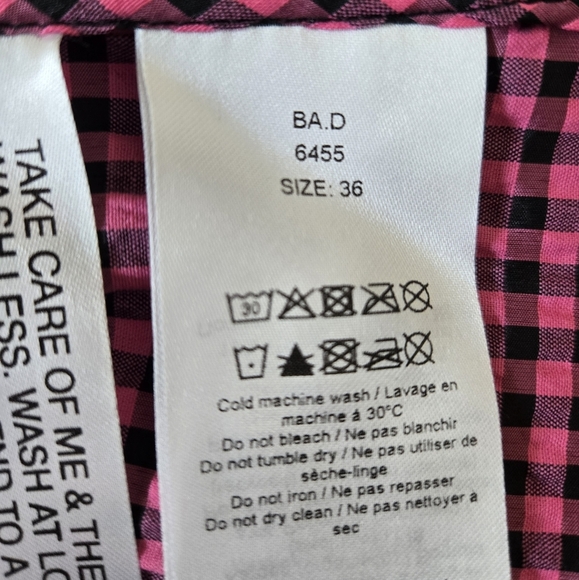 BA.D
6455
SIZE: 36
30
Cold machine wash / Lavage en
machine á 30°C
Do not bleach / Ne pas blanchir
Do not tumble dry / Ne pas utiliser de
sèche-linge
Do not iron / Ne pas repasser
Do not dry clean / Ne pas nettoyer à
sec
TAKE CARE OF ME & THE
WASH LESS. WASH AT LO
TO A